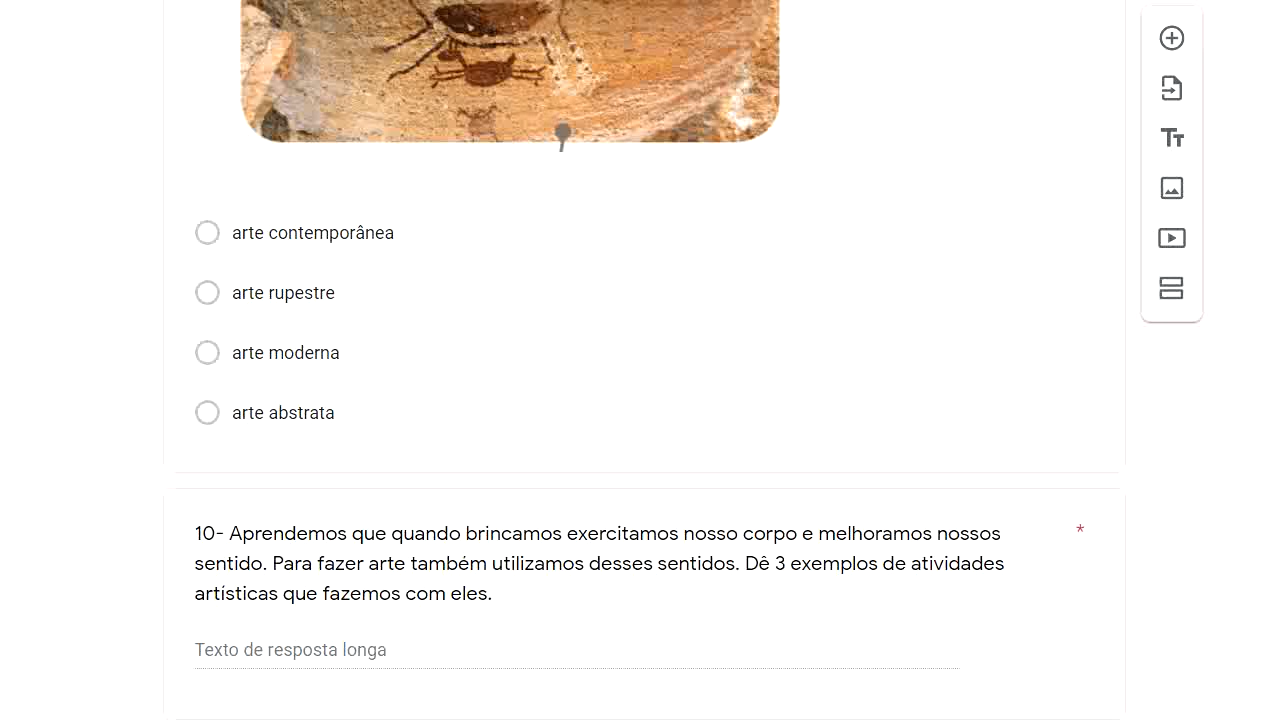 arte contemporânea
arte rupestre
arte moderna
arte abstrata
10- Aprendemos que quando brincamos exercitamos nosso corpo e melhoramos nossos *
sentido. Para fazer arte também utilizamos desses sentidos. Dê 3 exemplos de atividades
artísticas que fazemos com eles.
Texto de resposta longa